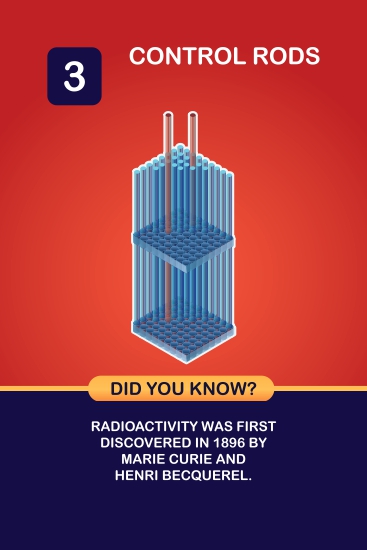 3
CONTROL RODS
DID YOU KNOW?
RADIOACTIVITY WAS FIRST
DISCOVERED IN 1896 BY
MARIE CURIE AND
HENRI BECQUEREL.